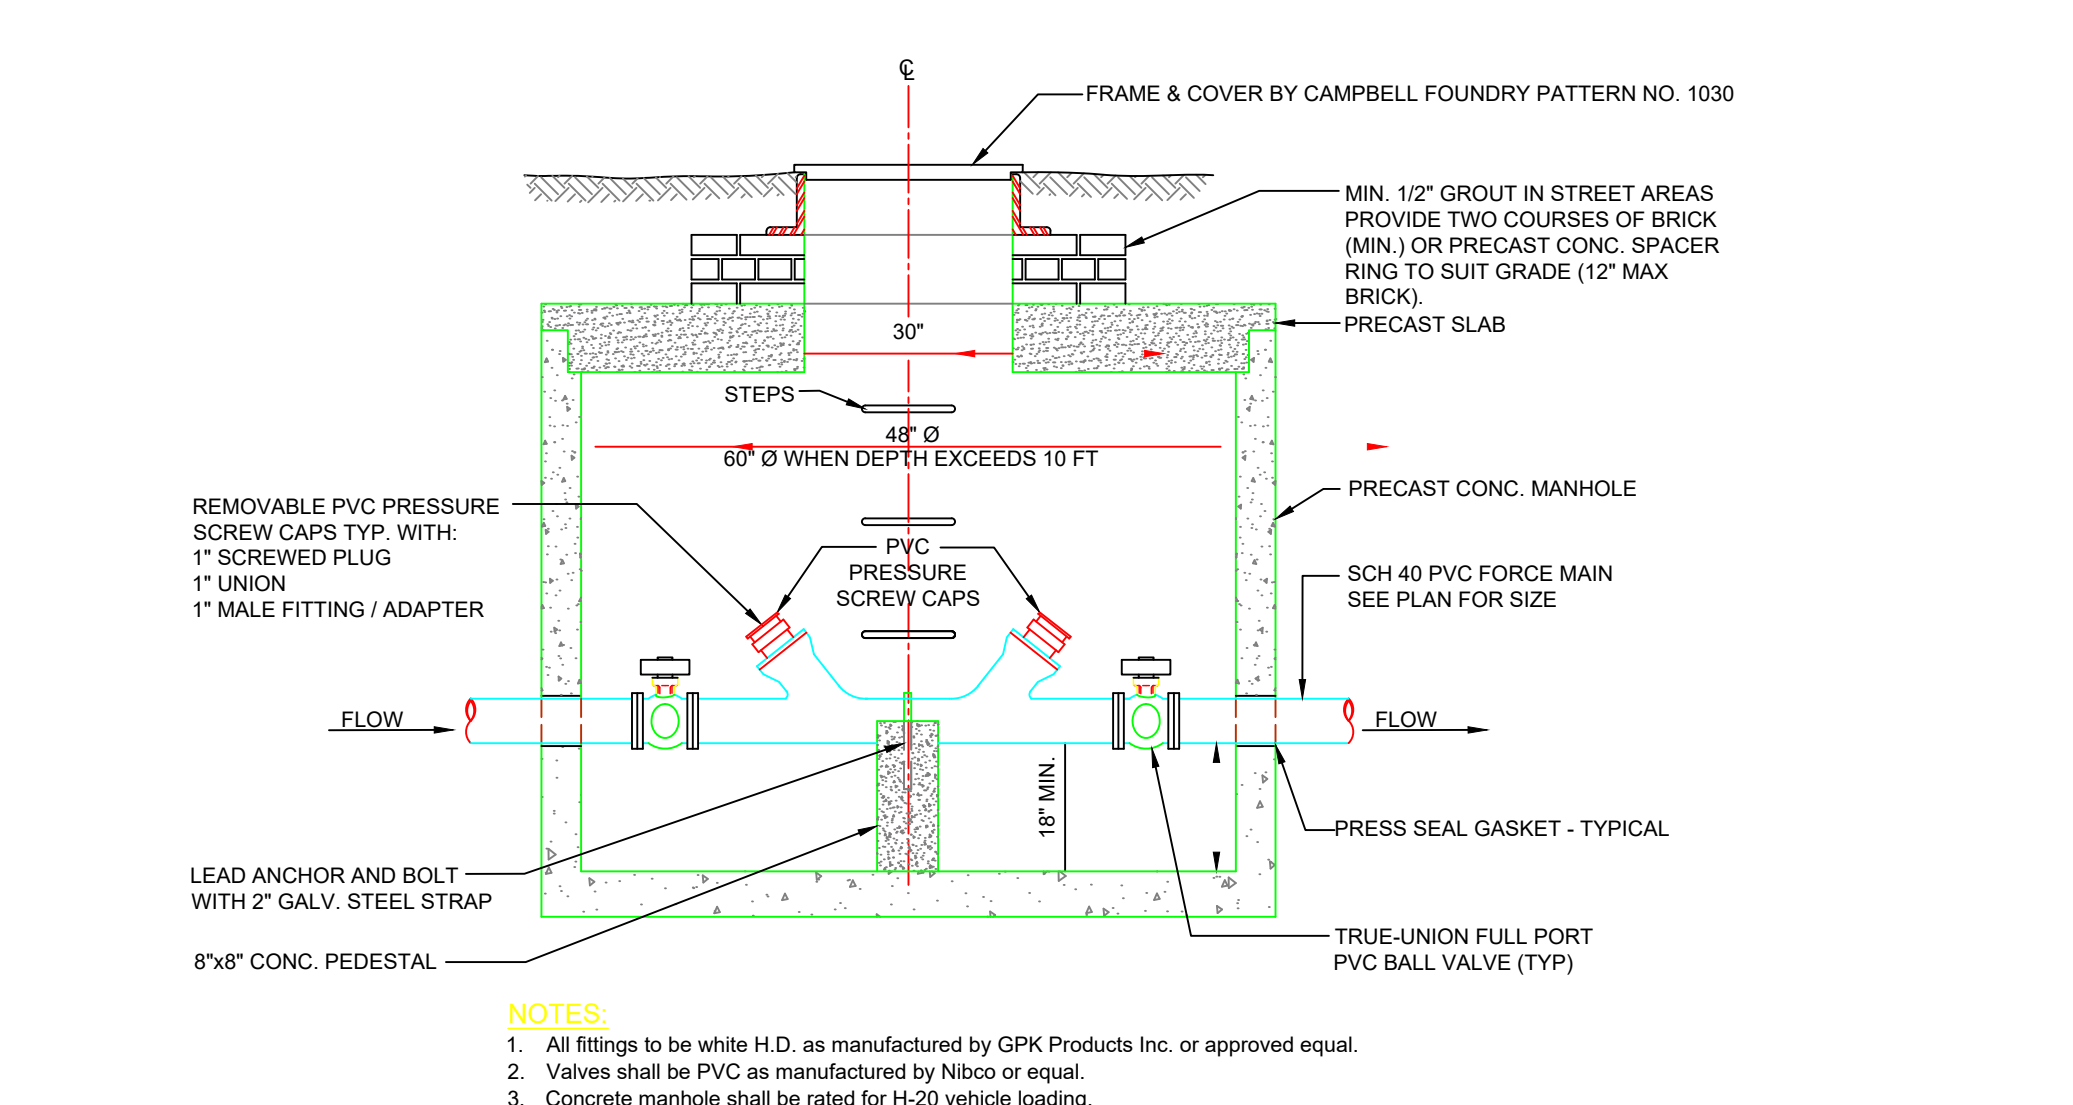 ℄
FRAME & COVER BY CAMPBELL FOUNDRY PATTERN NO. 1030
MIN. 1/2" GROUT IN STREET AREAS
PROVIDE TWO COURSES OF BRICK
(MIN.) OR PRECAST CONC. SPACER
RING TO SUIT GRADE (12" MAX
BRICK).
PRECAST SLAB
30"
STEPS
48" Ø
60" Ø WHEN DEPTH EXCEEDS 10 FT
PRECAST CONC. MANHOLE
REMOVABLE PVC PRESSURE
SCREW CAPS TYP. WITH:
1" SCREWED PLUG
1" UNION
1" MALE FITTING / ADAPTER
PVC
PRESSURE
SCREW CAPS
SCH 40 PVC FORCE MAIN
SEE PLAN FOR SIZE
FLOW
FLOW
18" MIN.
PRESS SEAL GASKET - TYPICAL
LEAD ANCHOR AND BOLT
WITH 2" GALV. STEEL STRAP
8"x8" CONC. PEDESTAL
TRUE-UNION FULL PORT
PVC BALL VALVE (TYP)
NOTES:
1. All fittings to be white H.D. as manufactured by GPK Products Inc. or approved equal.
2. Valves shall be PVC as manufactured by Nibco or equal.
3. Concrete manhole shall be rated for H-20 vehicle loading.